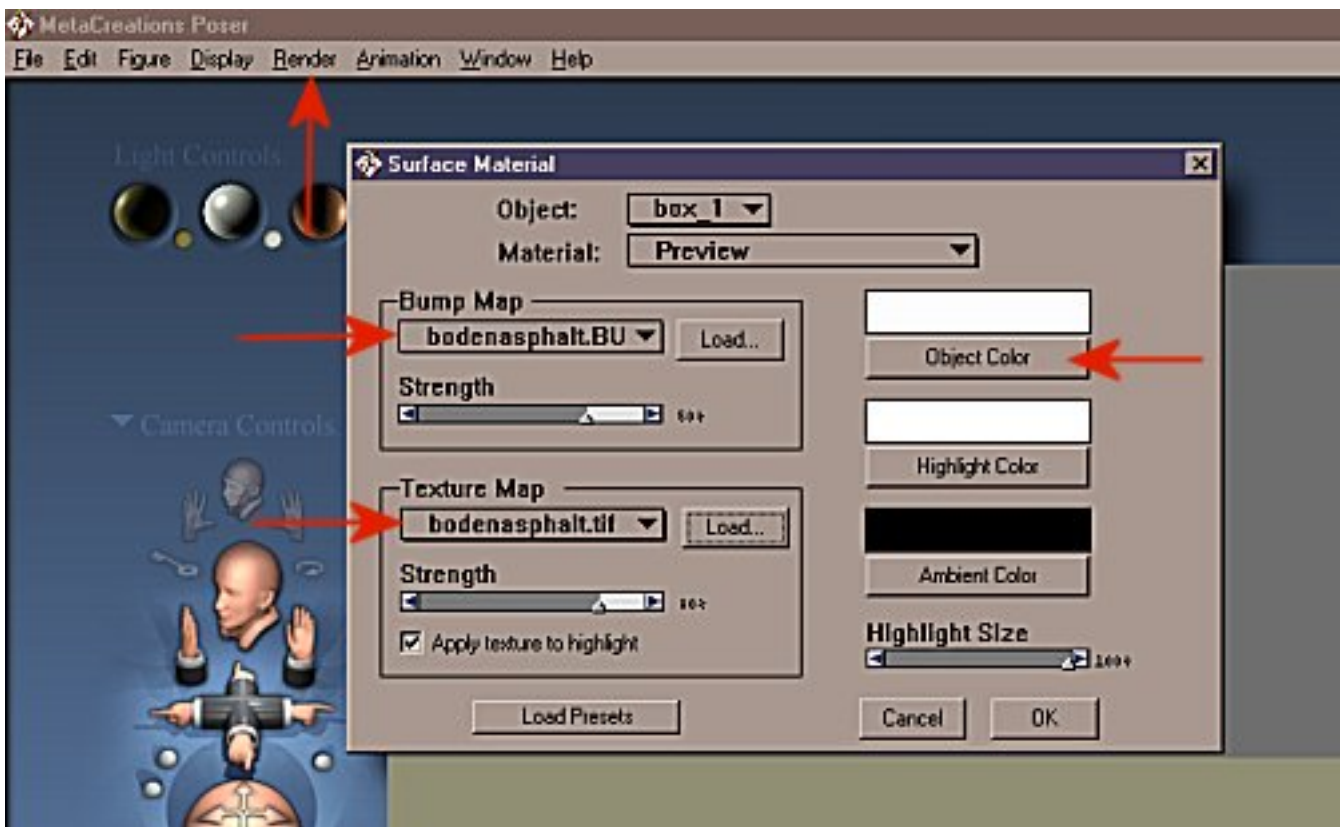 MetaCreations Poser
File Edit Figure Display Render Animation Window Help
Light Controls
Surface Material
Object: box_1
Material: Preview
Bump Map
bodenasphalt.BU
Load...
Object Color
Strength
Camera Controls
Highlight Color
Texture Map
bodenasphalt.tif
Load...
Strength
Ambient Color
Apply texture to highlight
Highlight Size
100%
Load Presets
Cancel
OK